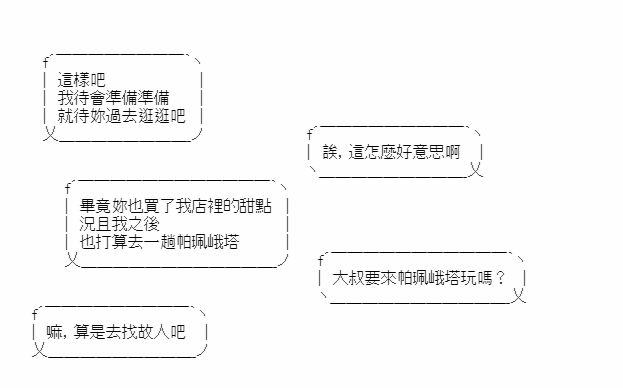 這樣吧
我待會準備準備
就待妳過去逛逛吧
誒，這怎麼好意思啊
畢竟妳也買了我店裡的甜點
況且我之後
也打算去一趟帕珮峨塔
大叔要來帕珮峨塔玩嗎？
嘛，算是去找故人吧